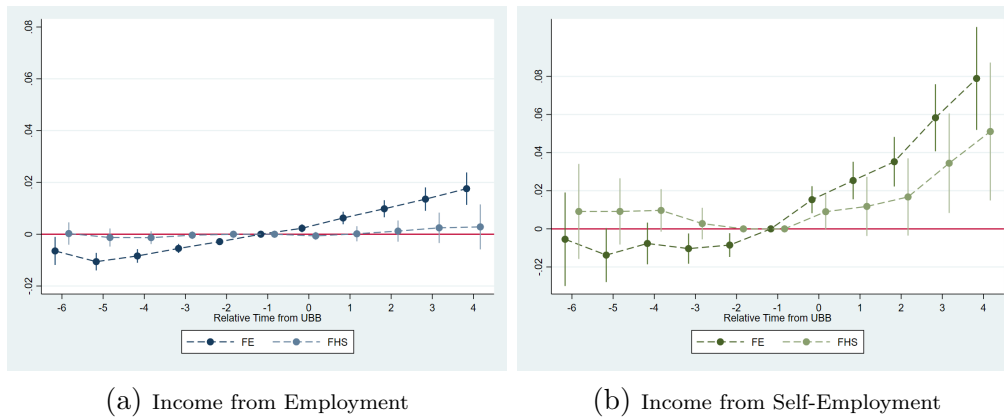 .08
.06
.04
.02
0
-.02
-6 -5 -4 -3 -2 -1 0 1 2 3 4
Relative Time from UBB
FE FHS
(a) Income from Employment
.08
.06
.04
.02
0
-.02
-6 -5 -4 -3 -2 -1 0 1 2 3 4
Relative Time from UBB
FE FHS
(b) Income from Self-Employment